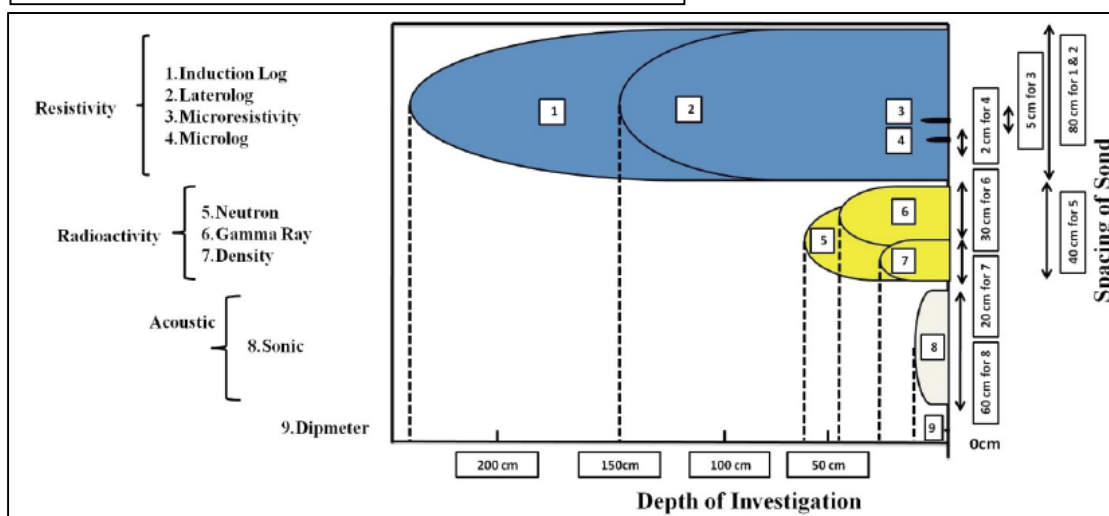 Resistivity
1.Induction Log
2.Laterolog
3.Microresistivity
4.Microlog
Radioactivity
5.Neutron
6.Gamma Ray
7.Density
Acoustic
8.Sonic
9.Dipmeter
1
2
3
4
5
6
7
8
9
2 cm for 4
5 cm for 3
80 cm for 1 & 2
30 cm for 6
40 cm for 5
20 cm for 7
60 cm for 8
Spacing of Sond
0cm
200 cm
150cm
100 cm
50 cm
Depth of Investigation